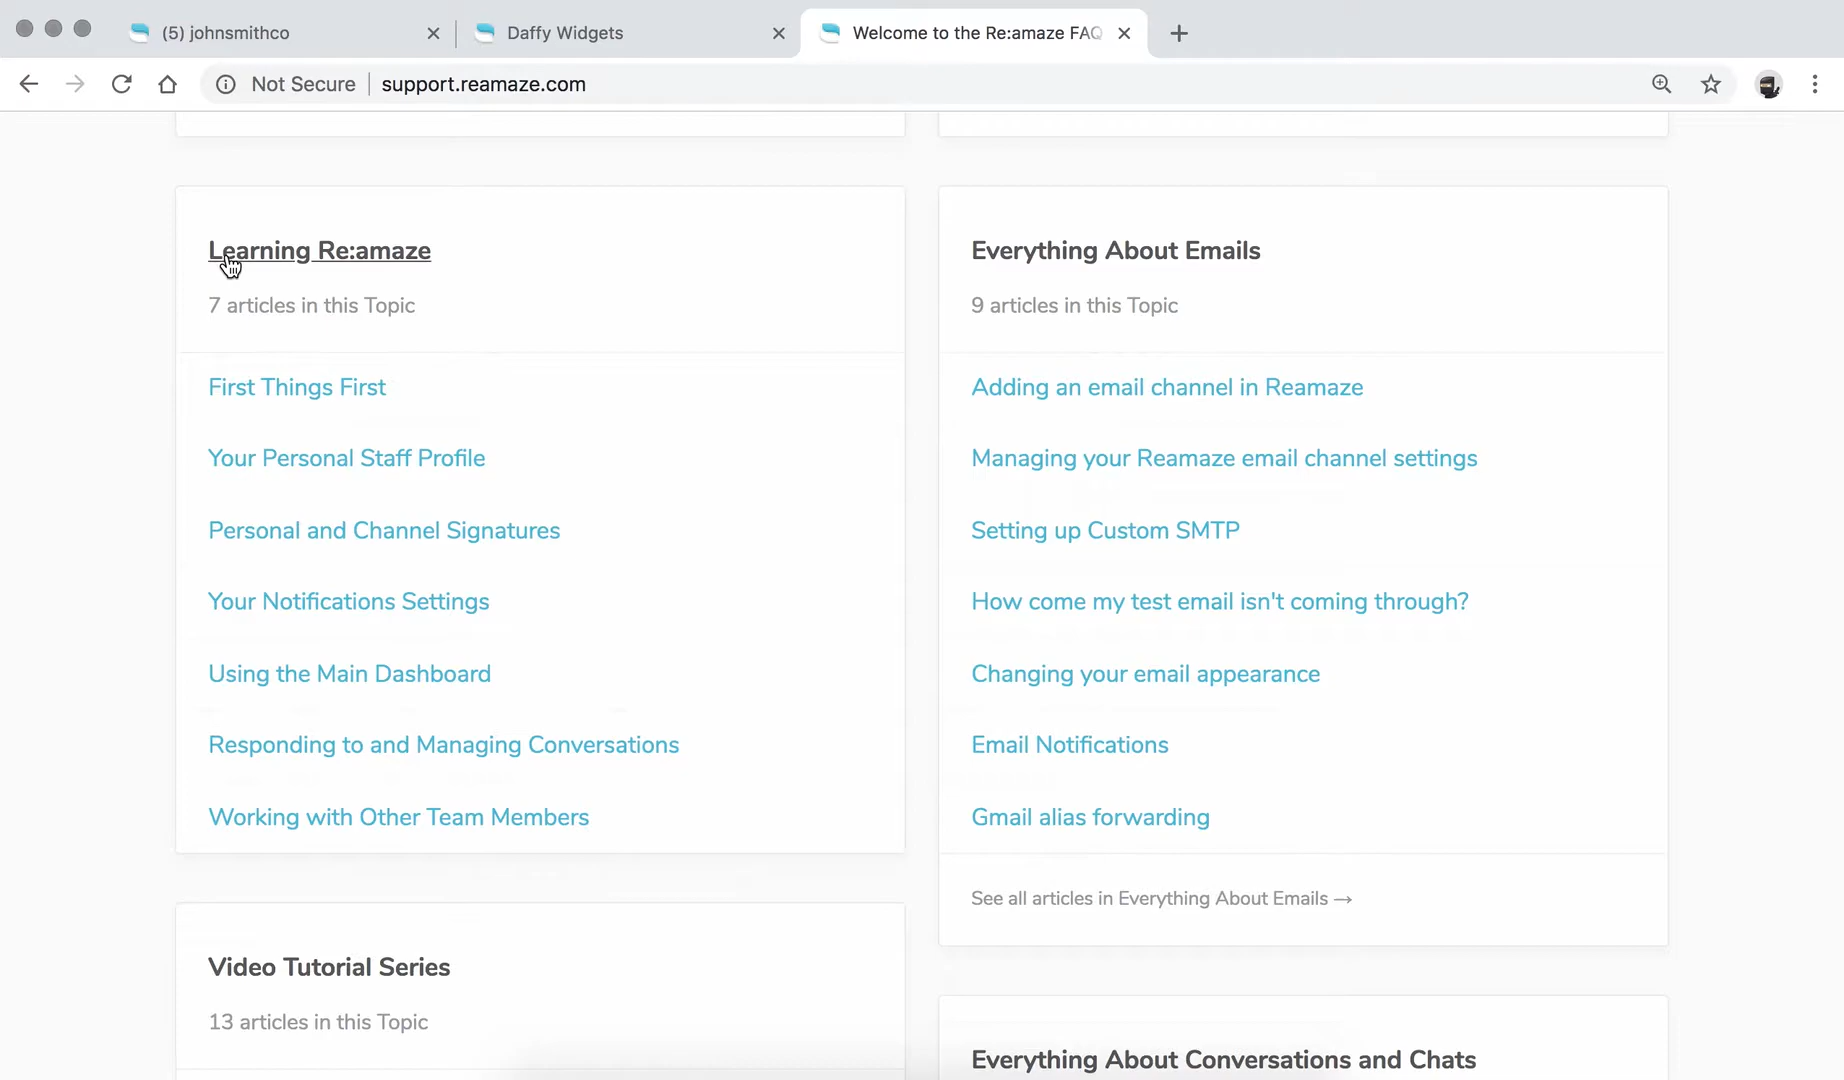 (5) johnsmithco
Daffy Widgets
Welcome to the Re:amaze FAQ
Not Secure
support.reamaze.com
Learning Re:amaze
7 articles in this Topic
First Things First
Your Personal Staff Profile
Personal and Channel Signatures
Your Notifications Settings
Using the Main Dashboard
Responding to and Managing Conversations
Working with Other Team Members
Video Tutorial Series
13 articles in this Topic
Everything About Emails
9 articles in this Topic
Adding an email channel in Reamaze
Managing your Reamaze email channel settings
Setting up Custom SMTP
How come my test email isn't coming through?
Changing your email appearance
Email Notifications
Gmail alias forwarding
See all articles in Everything About Emails →
Everything About Conversations and Chats